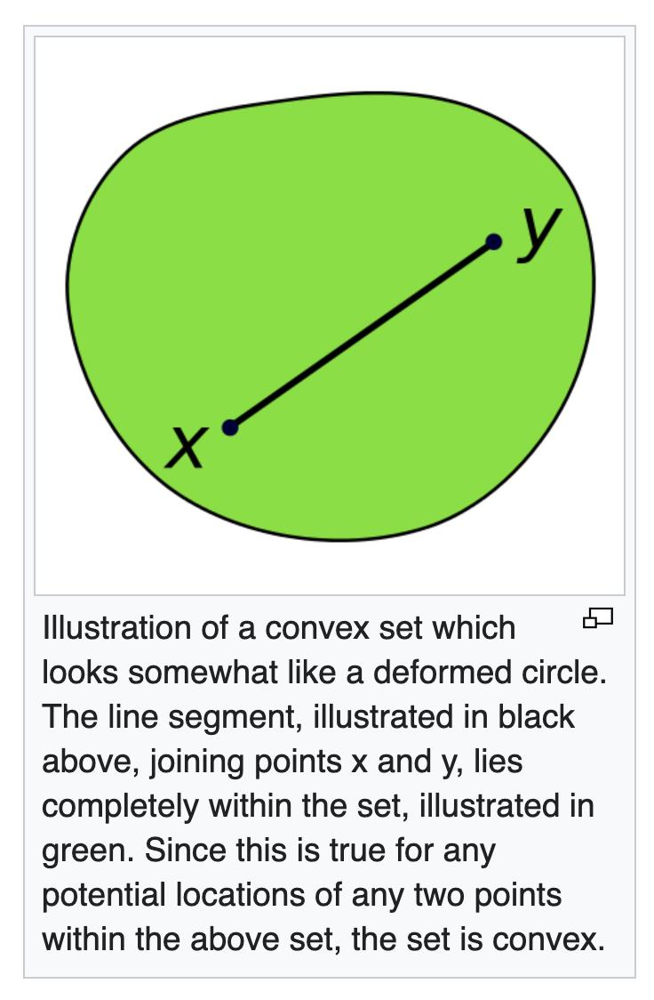 y
x
Illustration of a convex set which
looks somewhat like a deformed circle.
The line segment, illustrated in black
above, joining points x and y, lies
completely within the set, illustrated in
green. Since this is true for any
potential locations of any two points
within the above set, the set is convex.